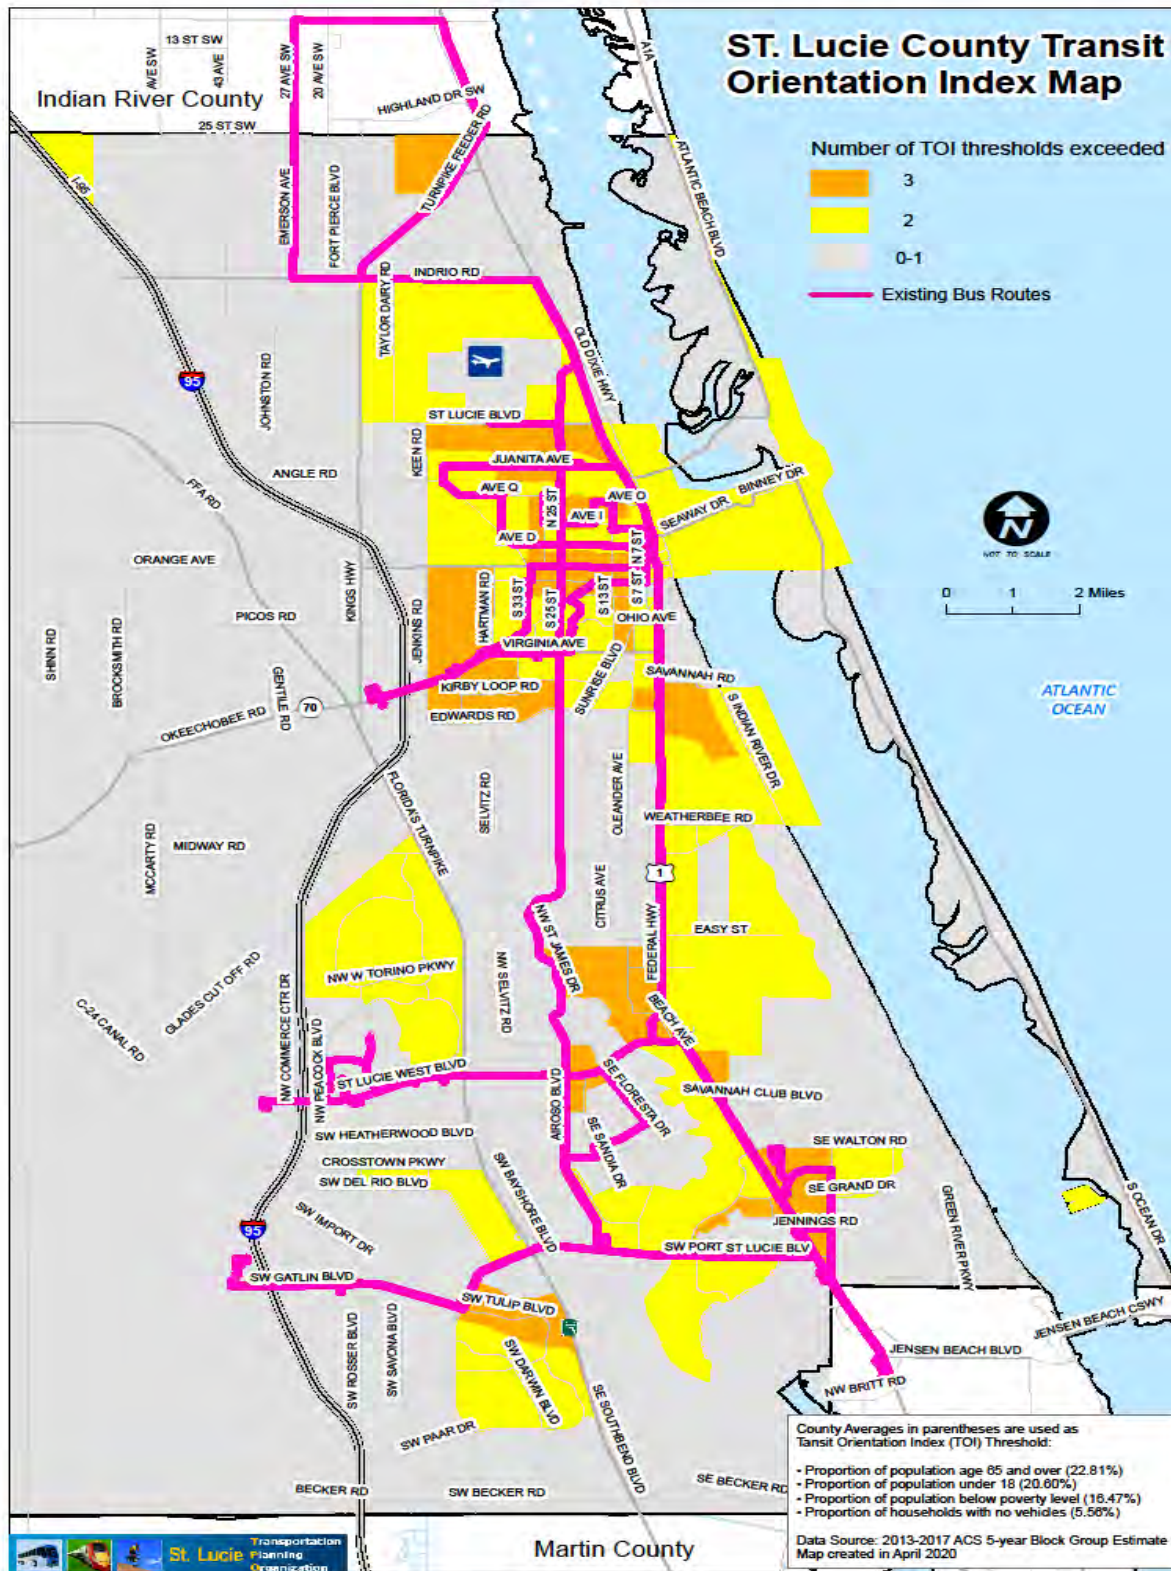 ST. Lucie County Transit
Orientation Index Map
Number of TOI thresholds exceeded
3
2
0-1
Existing Bus Routes
13 ST SW
AVE SW
43 AVE
27 AVE SW
20 AVE SW
A1A
Indian River County
HIGHLAND DR SW
25 ST SW
TURNPIKE FEEDER RD
ATLANTIC BEACH BLVD
I-95
EMERSON AVE
FORT PIERCE BLVD
INDRIO RD
TAYLOR DAIRY RD
OLD DIXIE HWY
95
JOHNSTON RD
ST LUCIE BLVD
KEEN RD
JUANITA AVE
ANGLE RD
FFA RD
AVE Q
N 25 ST
AVE O
AVE I
SEAWAY DR
BINNEY DR
AVE D
N 7 ST
N
NOT TO SCALE
ORANGE AVE
KINGS HWY
0 1 2 Miles
HARTMAN RD
S 33 ST
S 25 ST
S 13 ST
S 7 ST
OHIO AVE
PICOS RD
JENKINS RD
SHINN RD
BROCKSMITH RD
VIRGINIA AVE
SUNRISE BLVD
GENTILE RD
KIRBY LOOP RD
SAVANNAH RD
ATLANTIC
OCEAN
OKEECHOBEE RD
70
EDWARDS RD
S INDIAN RIVER DR
FLORIDA'S TURNPIKE
SELVITZ RD
OLEANDER AVE
WEATHERBEE RD
MCCARTY RD
MIDWAY RD
1
CITRUS AVE
EASY ST
NW ST JAMES DR
FEDERAL HWY
GLADES CUT OFF RD
NW W TORINO PKWY
NW SELVITZ RD
C-24 CANAL RD
NW COMMERCE CTR DR
NW PEACOCK BLVD
BEACH AVE
ST LUCIE WEST BLVD
AIROSO BLVD
SE FLORESTA DR
SAVANNAH CLUB BLVD
SW HEATHERWOOD BLVD
SE SANDIA DR
SE WALTON RD
CROSSTOWN PKWY
SW DEL RIO BLVD
SW BAYSHORE BLVD
SE GRAND DR
GREEN RIVER PKWY
S OCEAN DR
SW IMPORT DR
JENNINGS RD
95
SW PORT ST LUCIE BLV
SW GATLIN BLVD
SW TULIP BLVD
JENSEN BEACH CSWY
SW ROSSER BLVD
SW SAVONA BLVD
SW DARWIN BLVD
JENSEN BEACH BLVD
NW BRITT RD
SE SOUTHBEND BLVD
SW PAAR DR
BECKER RD
SW BECKER RD
SE BECKER RD
County Averages in parentheses are used as
Tansit Orientation Index (TOI) Threshold:
- Proportion of population age 65 and over (22.81%)
- Proportion of population under 18 (20.60%)
- Proportion of population below poverty level (16.47%)
- Proportion of households with no vehicles (5.56%)
Data Source: 2013-2017 ACS 5-year Block Group Estimate
Map created in April 2020
St. Lucie
Transportation
Planning
Organization
Martin County